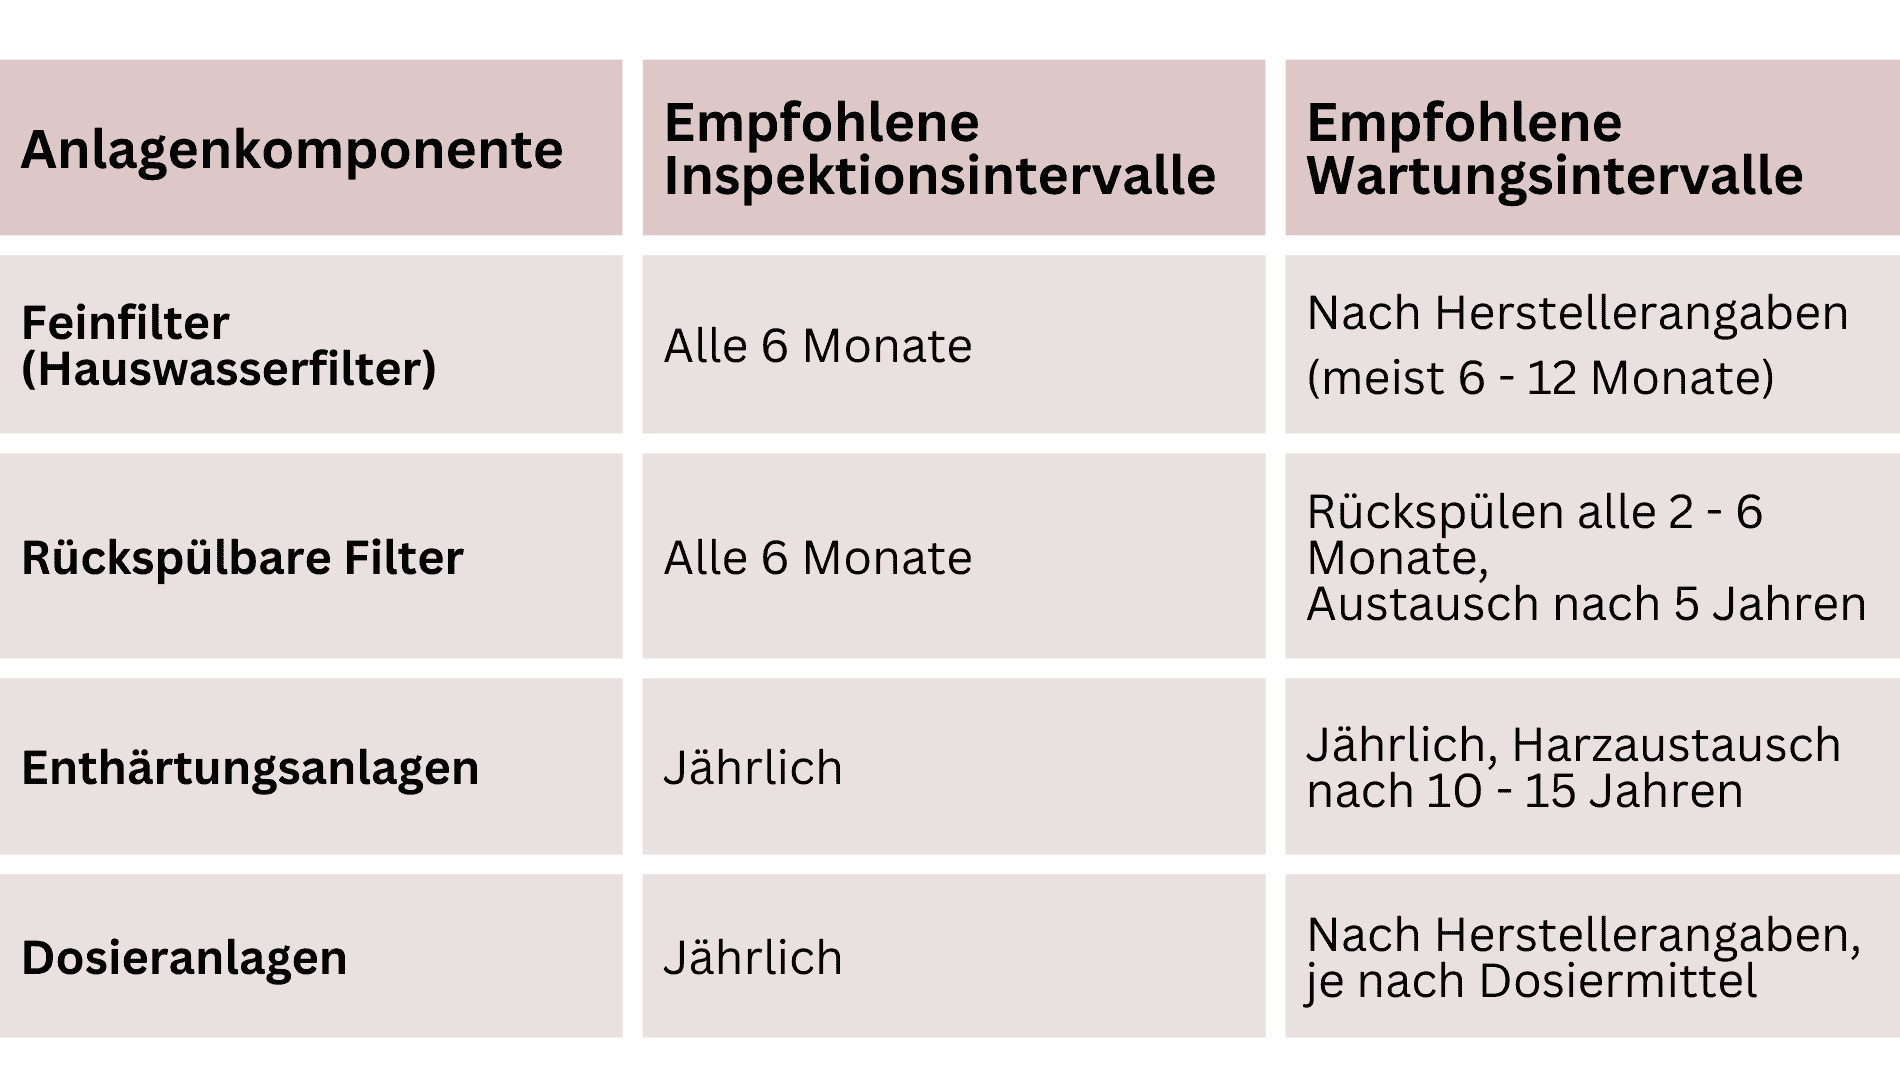 Anlagenkomponente
Empfohlene
Inspektionsintervalle
Empfohlene
Wartungsintervalle
Feinfilter
(Hauswasserfilter)
Alle 6 Monate
Nach Herstellerangaben
(meist 6 - 12 Monate)
Rückspülbare Filter
Alle 6 Monate
Rückspülen alle 2 - 6
Monate,
Austausch nach 5 Jahren
Enthärtungsanlagen
Jährlich
Jährlich, Harzaustausch
nach 10 - 15 Jahren
Dosieranlagen
Jährlich
Nach Herstellerangaben,
je nach Dosiermittel